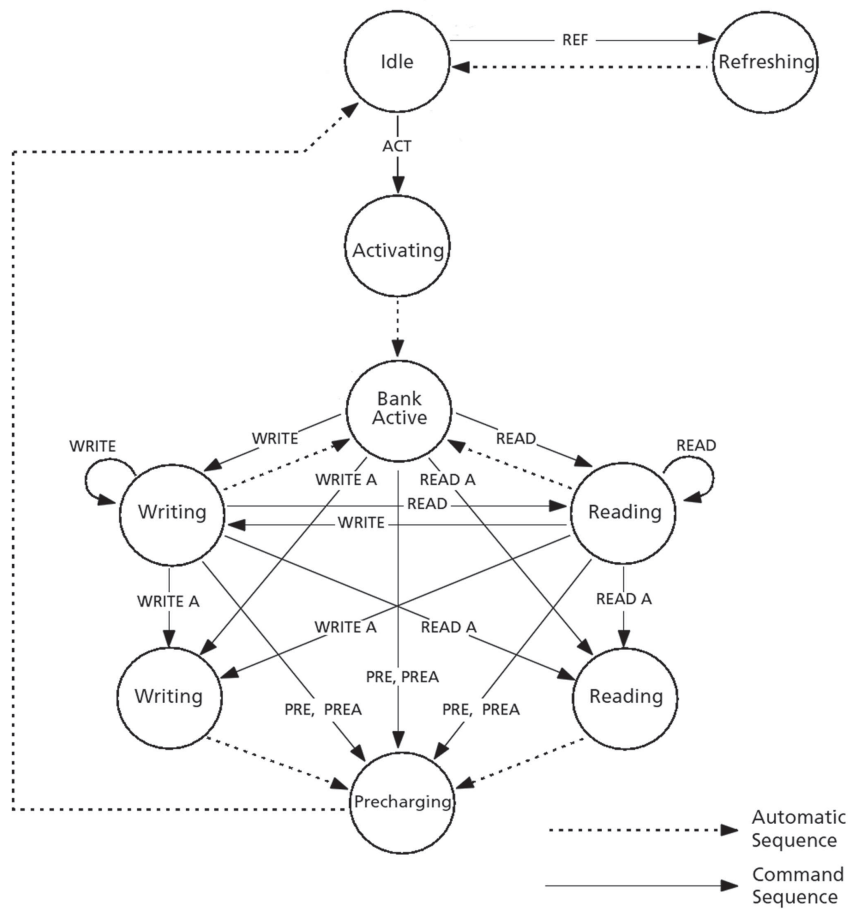 Idle
REF
Refreshing
ACT
Activating
Bank
Active
WRITE
READ
WRITE
READ
WRITE A
READ A
Writing
READ
Reading
WRITE
WRITE A
READ A
WRITE A
READ A
PRE, PREA
Writing
Reading
PRE, PREA
PRE, PREA
Precharging
Automatic
Sequence
Command
Sequence